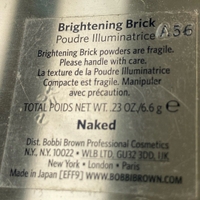 Brightening Brick
Poudre Illuminatrice A56
Brightening Brick powders are fragile.
Please handle with care.
La texture de la Poudre Illuminatrice
Compacte est fragile. Manipuler
avec précaution.
TOTAL POIDS NET WT. .23 OZ/6.6 g ℮
Naked
Dist. Bobbi Brown Professional Cosmetics
N.Y., N.Y. 10022 • WLB LTD, GU32 3DD, UK
New York • London • Paris
Made in Japan [EFF9] WWW.BOBBIBROWN.COM